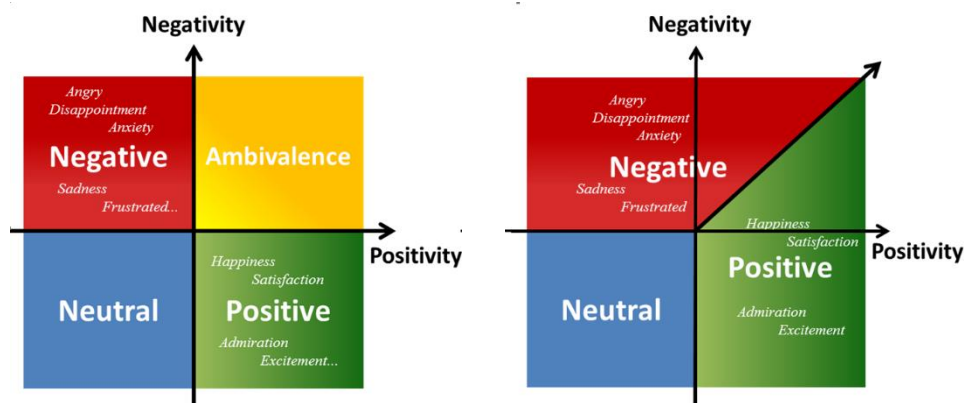 Negativity
Angry
Disappointment
Anxiety
Negative
Sadness
Frustrated...
Ambivalence
Positivity
Neutral
Happiness
Satisfaction
Positive
Admiration
Excitement...
Negativity
Angry
Disappointment
Anxiety
Negative
Sadness
Frustrated
Happiness
Satisfaction
Positivity
Positive
Neutral
Admiration
Excitement